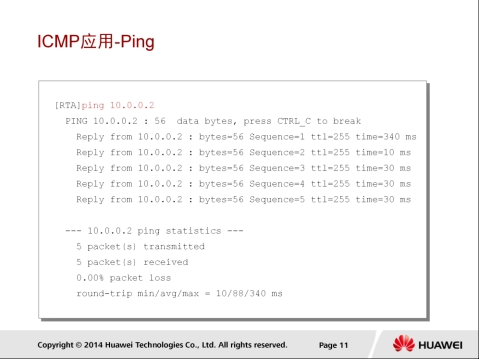 ICMP应用-Ping
[RTA]ping 10.0.0.2
PING 10.0.0.2 : 56  data bytes, press CTRL_C to break
Reply from 10.0.0.2 : bytes=56 Sequence=1 ttl=255 time=340 ms
Reply from 10.0.0.2 : bytes=56 Sequence=2 ttl=255 time=10 ms
Reply from 10.0.0.2 : bytes=56 Sequence=3 ttl=255 time=30 ms
Reply from 10.0.0.2 : bytes=56 Sequence=4 ttl=255 time=30 ms
Reply from 10.0.0.2 : bytes=56 Sequence=5 ttl=255 time=30 ms
--- 10.0.0.2 ping statistics ---
5 packet(s) transmitted
5 packet(s) received
0.00% packet loss
round-trip min/avg/max = 10/88/340 ms
Copyright © 2014 Huawei Technologies Co., Ltd. All rights reserved.
Page 11
HUAWEI